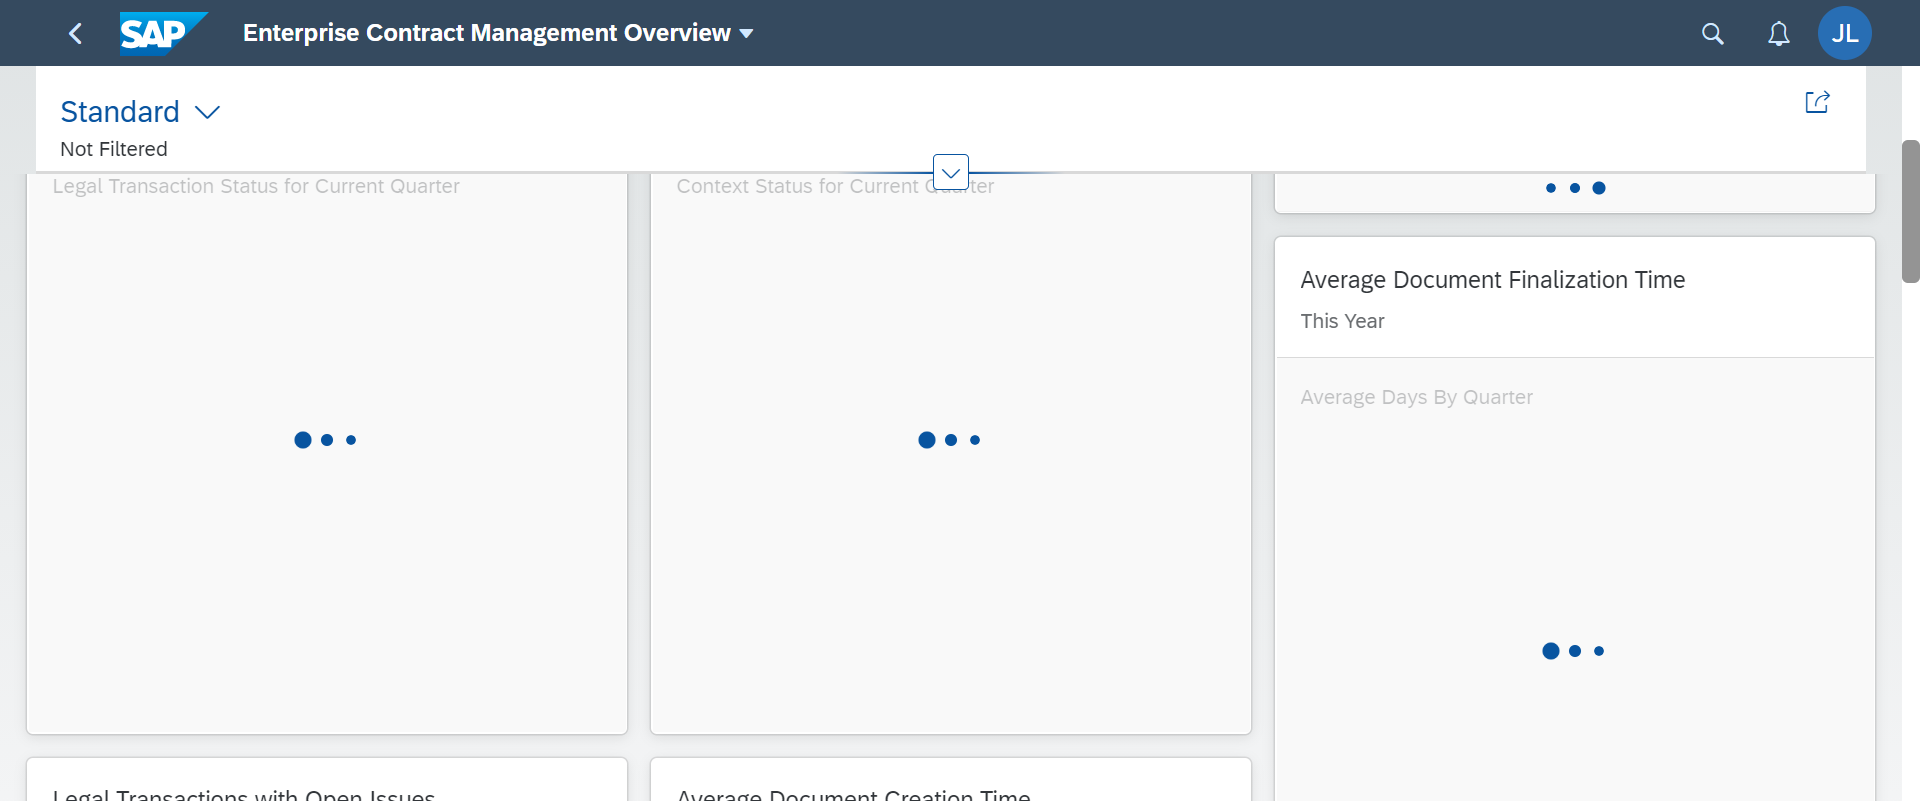 SAP
Enterprise Contract Management Overview
JL
Standard
Not Filtered
Legal Transaction Status for Current Quarter
Context Status for Current Quarter
Average Document Finalization Time
This Year
Average Days By Quarter
Legal Transactions with Open Issues
Average Document Creation Time